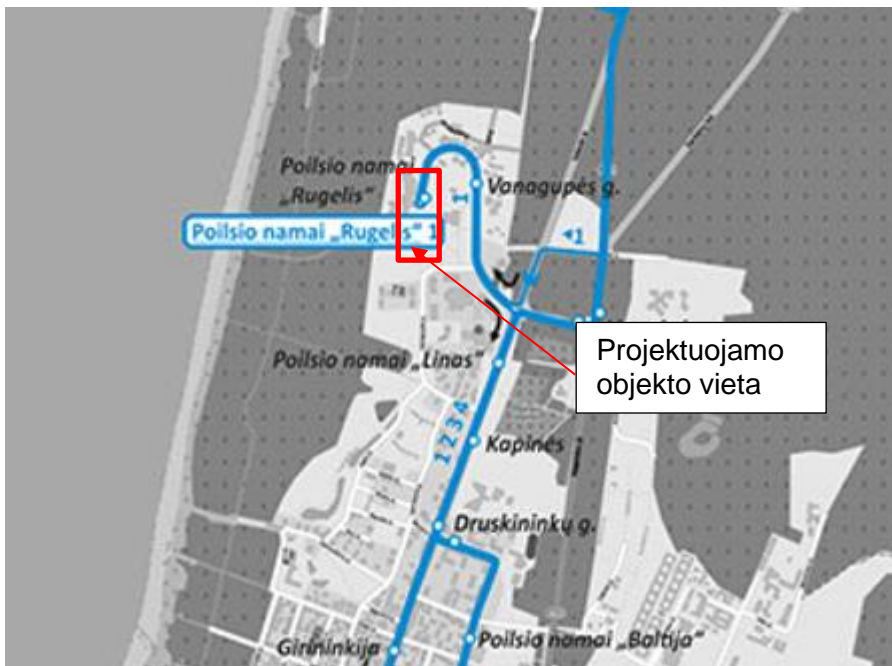 Poilsio namai
„Rugelis“
Vanagupės g.
1
Poilsio namai „Rugelis“ 1
◄1
Projektuojamo
objekto vieta
Poilsio namai „Linas“
1 2 3 4
Kapinės
Druskininkų g.
Girininkija
Poilsio namai „Baltija“